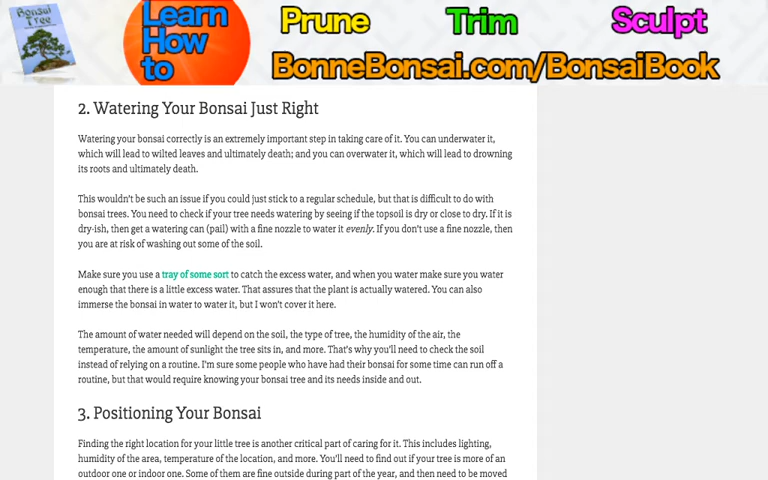 Bonsai
Tree
Learn
How
to
Prune Trim Sculpt
BonneBonsai.com/BonsaiBook
2. Watering Your Bonsai Just Right
Watering your bonsai correctly is an extremely important step in taking care of it. You can underwater it,
which will lead to wilted leaves and ultimately death; and you can overwater it, which will lead to drowning
its roots and ultimately death.
This wouldn't be such an issue if you could just stick to a regular schedule, but that is difficult to do with
bonsai trees. You need to check if your tree needs watering by seeing if the topsoil is dry or close to dry. If it is
dry-ish, then get a watering can (pail) with a fine nozzle to water it evenly. If you don't use a fine nozzle, then
you are at risk of washing out some of the soil.
Make sure you use a tray of some sort to catch the excess water, and when you water make sure you water
enough that there is a little excess water. That assures that the plant is actually watered. You can also
immerse the bonsai in water to water it, but I won't cover it here.
The amount of water needed will depend on the soil, the type of tree, the humidity of the air, the
temperature, the amount of sunlight the tree sits in, and more. That's why you'll need to check the soil
instead of relying on a routine. I'm sure some people who have had their bonsai for some time can run off a
routine, but that would require knowing your bonsai tree and its needs inside and out.
3. Positioning Your Bonsai
Finding the right location for your little tree is another critical part of caring for it. This includes lighting,
humidity of the area, temperature of the location, and more. You'll need to find out if your tree is more of an
outdoor one or indoor one. Some of them are fine outside during part of the year, and then need to be moved